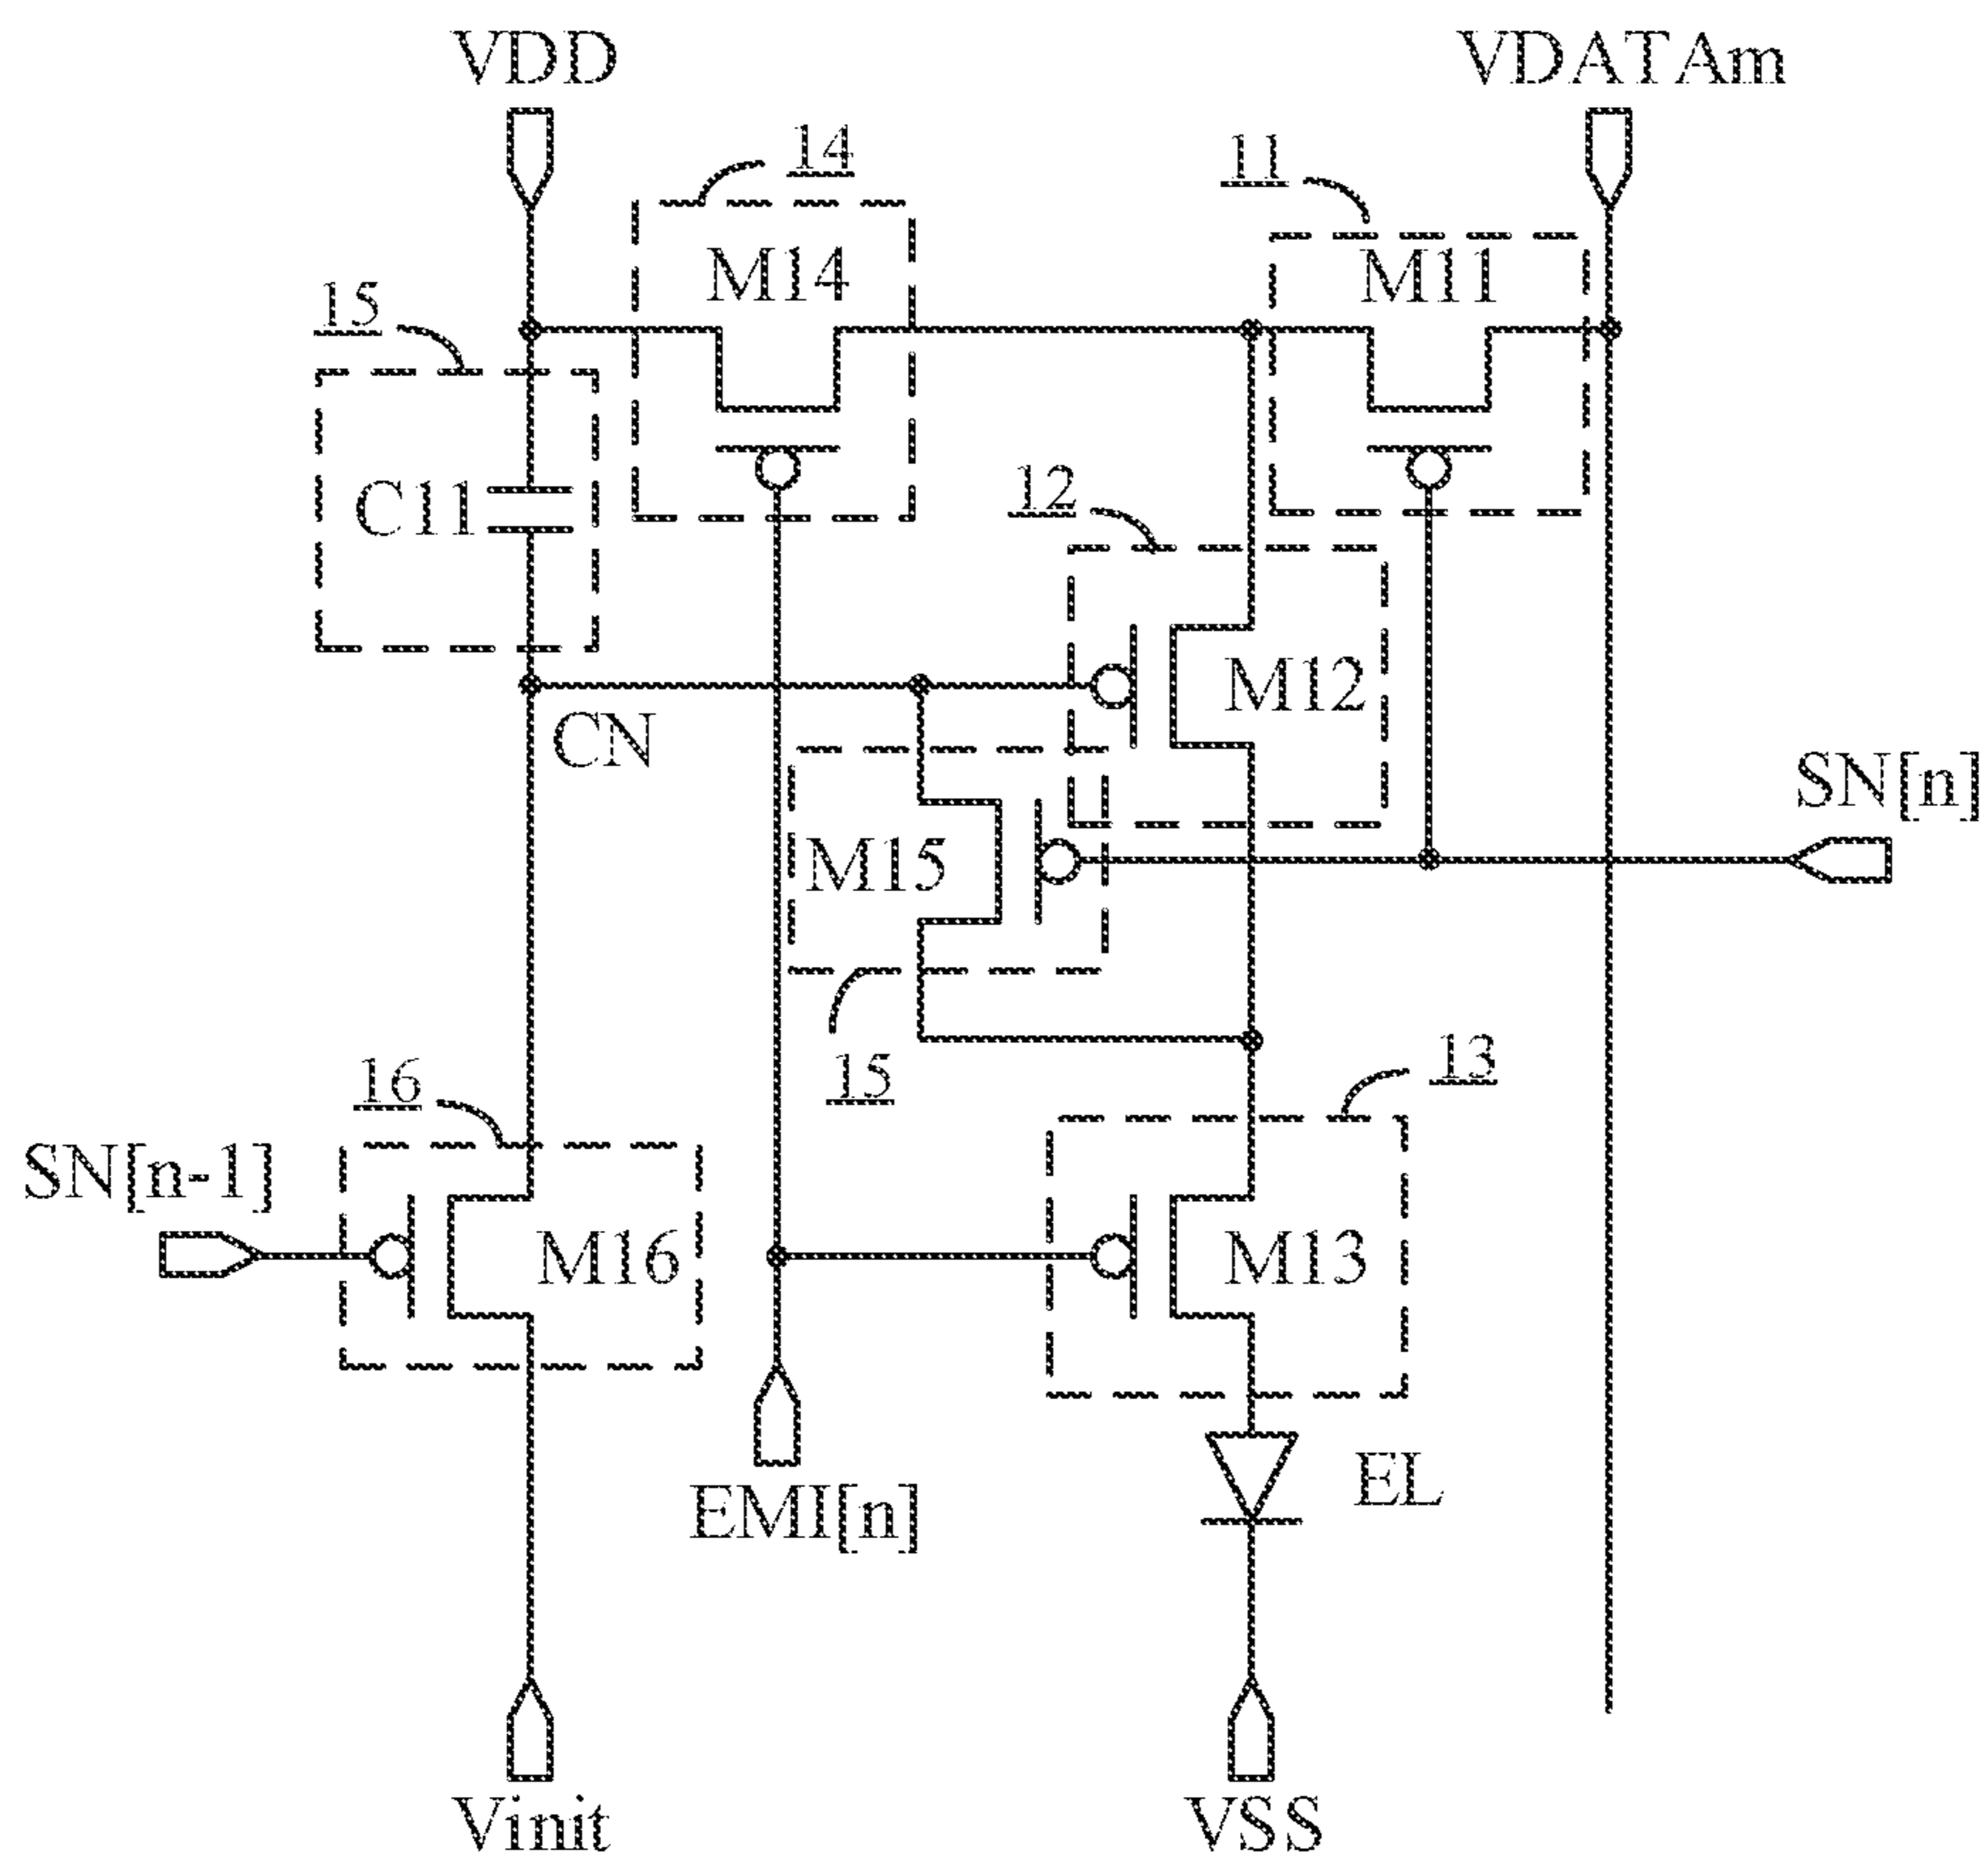 VDD
VDATAm
14
11
M14
M11
15
12
C11
M12
CN
SN[n]
M15
13
15
16
SN[n-1]
M16
M13
EL
EMI[n]
Vinit
VSS